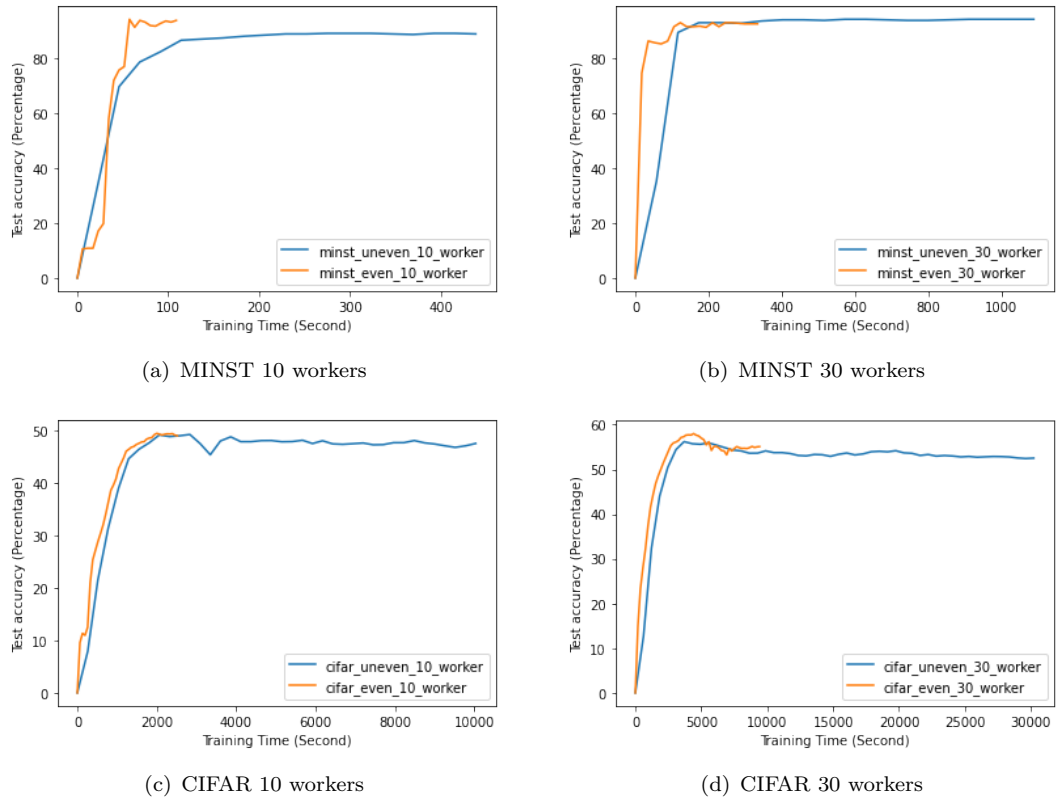 80
60
40
20
0
Test accuracy (Percentage)
minst_uneven_10_worker
minst_even_10_worker
0 100 200 300 400
Training Time (Second)
(a) MINST 10 workers
80
60
40
20
0
Test accuracy (Percentage)
minst_uneven_30_worker
minst_even_30_worker
0 200 400 600 800 1000
Training Time (Second)
(b) MINST 30 workers
50
40
30
20
10
0
Test accuracy (Percentage)
cifar_uneven_10_worker
cifar_even_10_worker
0 2000 4000 6000 8000 10000
Training Time (Second)
(c) CIFAR 10 workers
60
50
40
30
20
10
0
Test accuracy (Percentage)
cifar_uneven_30_worker
cifar_even_30_worker
0 5000 10000 15000 20000 25000 30000
Training Time (Second)
(d) CIFAR 30 workers